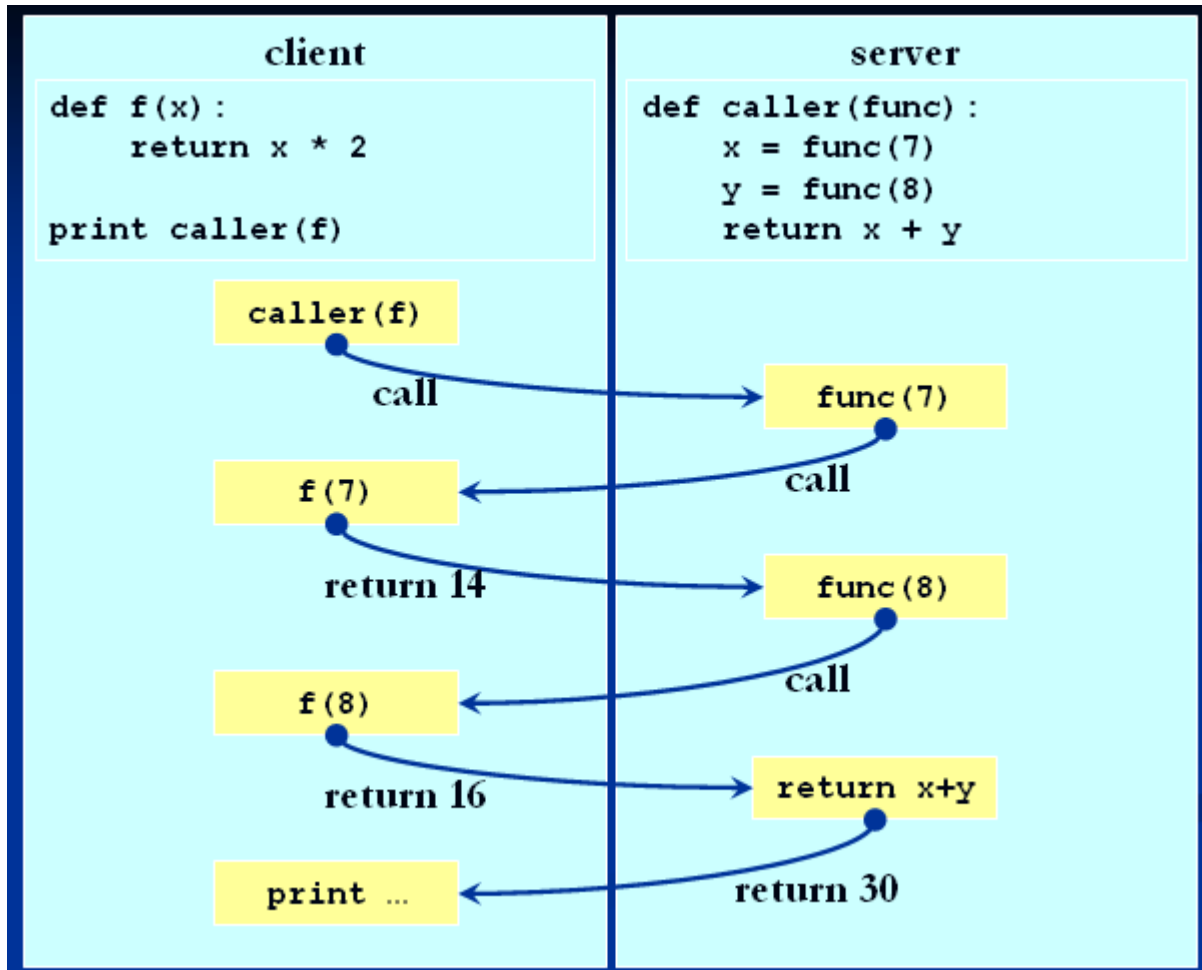 client
def f(x):
    return x * 2
print caller(f)
server
def caller(func):
    x = func(7)
    y = func(8)
    return x + y
caller(f)
call
func(7)
call
f(7)
return 14
func(8)
call
f(8)
return 16
return x+y
return 30
print …